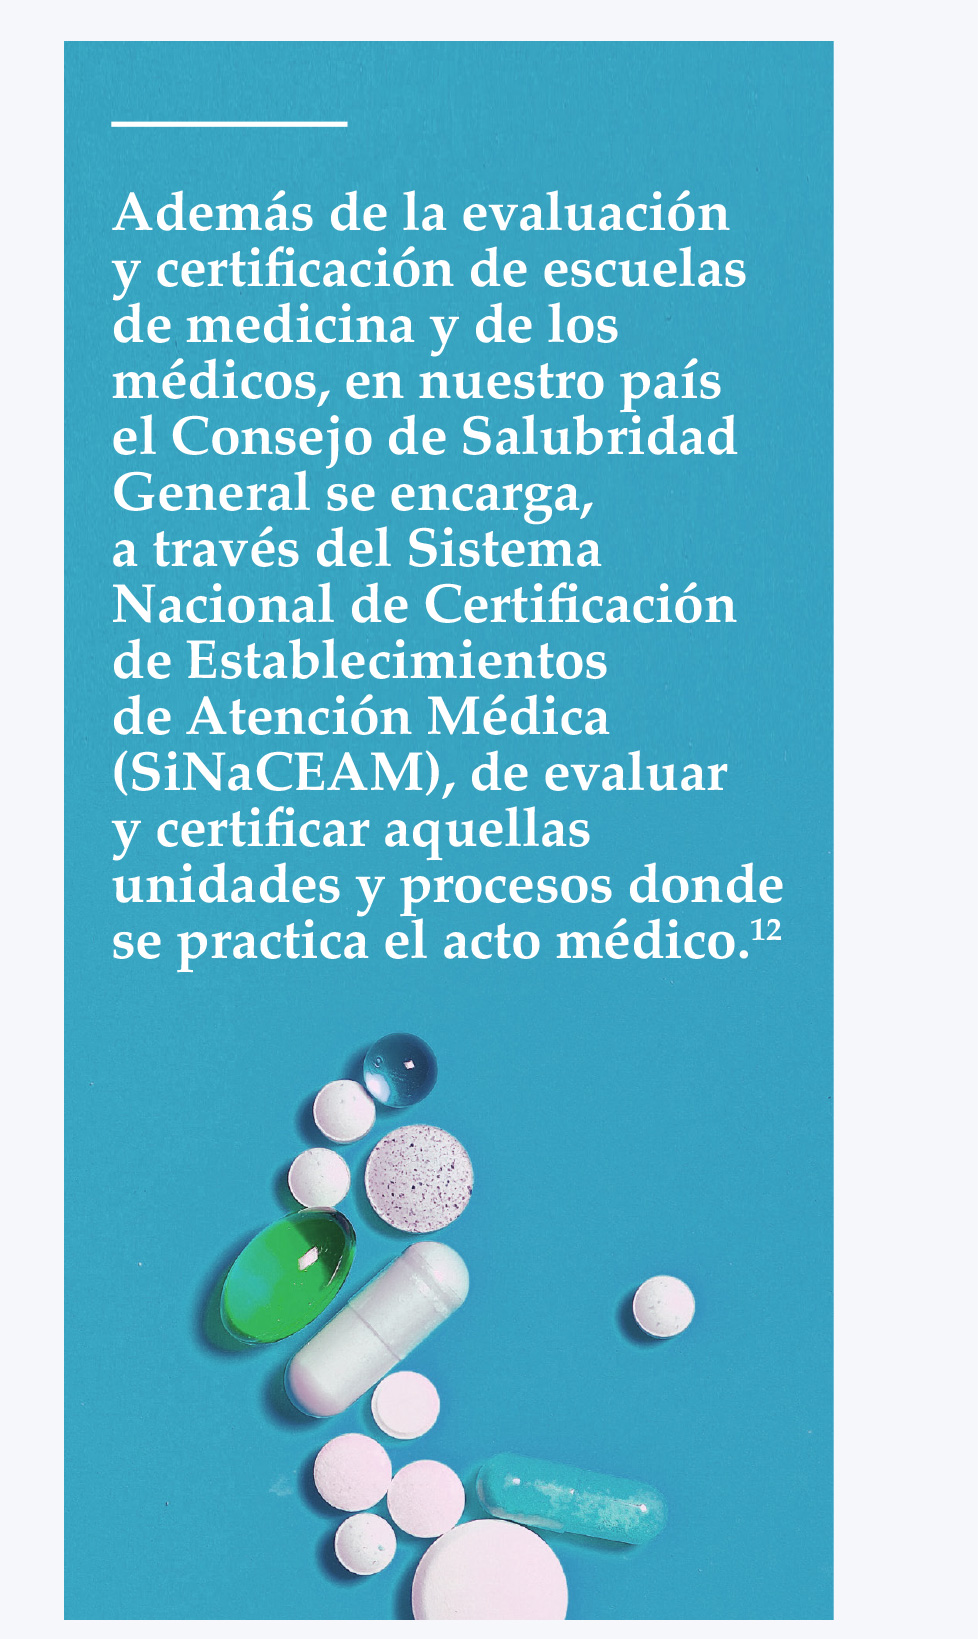 Además de la evaluación
y certificación de escuelas
de medicina y de los
médicos, en nuestro país
el Consejo de Salubridad
General se encarga,
a través del Sistema
Nacional de Certificación
de Establecimientos
de Atención Médica
(SiNaCEAM), de evaluar
y certificar aquellas
unidades y procesos donde
se practica el acto médico.12